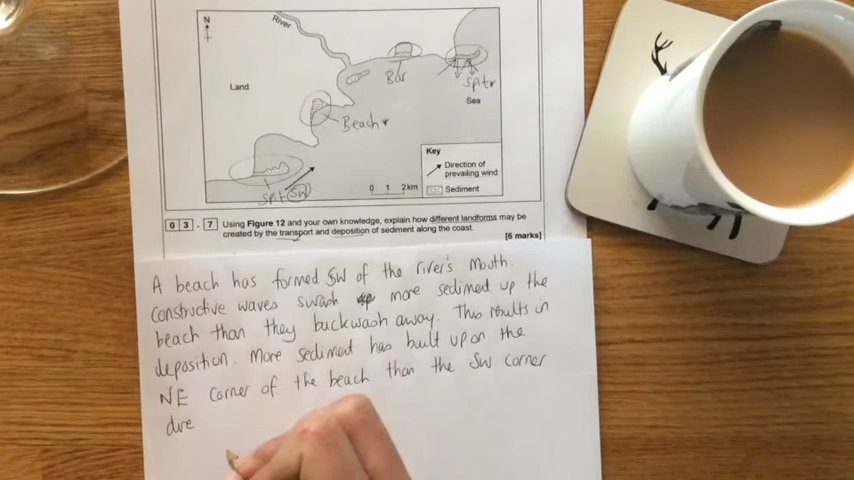 N
River
Land
Bar
Spit*
Sea
Beach*
Key
Direction of
prevailing wind
Sediment
0 1 2 km
Spit SW
0 3 . 7 Using Figure 12 and your own knowledge, explain how different landforms may be
created by the transport and deposition of sediment along the coast.
[6 marks]
A beach has formed SW of the river's mouth.
Constructive waves swash more sediment up the
beach than they backwash away. This results in
deposition. More sediment has built up on the
NE corner of the beach than the SW corner
due